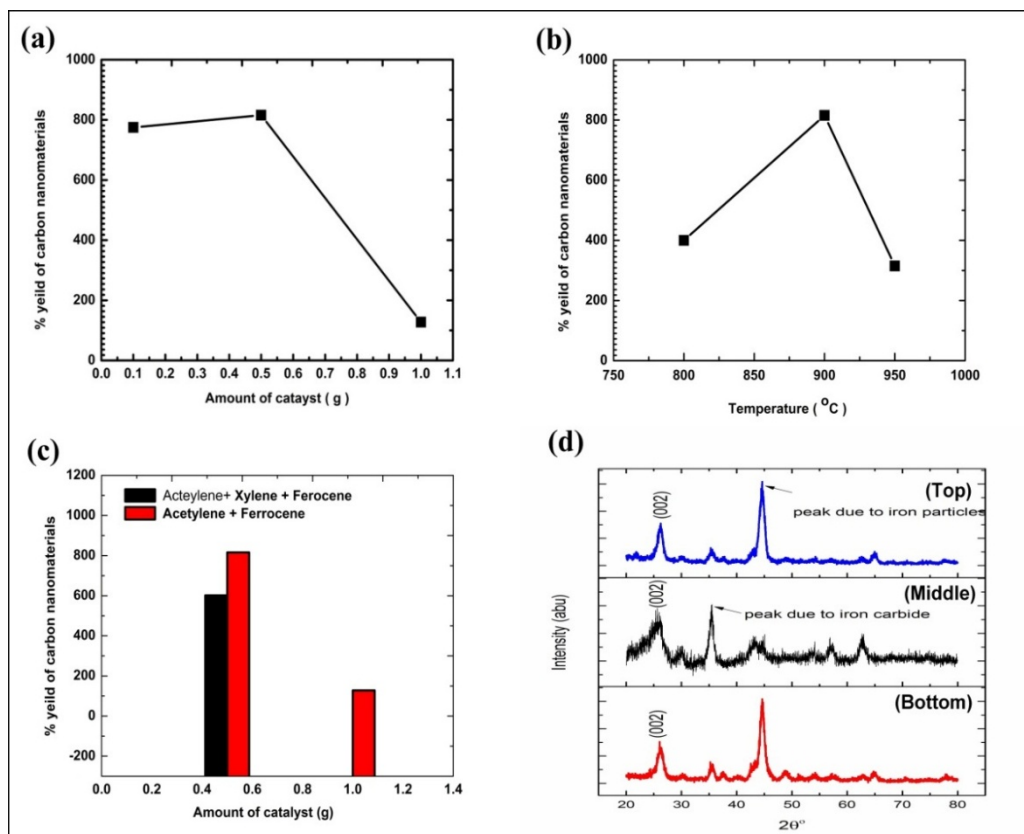 (a)
1000
800
600
400
200
0
0.0 0.1 0.2 0.3 0.4 0.5 0.6 0.7 0.8 0.9 1.0 1.1
Amount of catayst ( g )
% yeild of carbon nanomaterials
(b)
1000
800
600
400
200
0
750 800 850 900 950 1000
Temperature ( °C)
% yeild of carbon nanomaterials
(c)
1200
1100
1000
800
600
400
200
0
-200
0.0 0.2 0.4 0.6 0.8 1.0 1.2 1.4
Amount of catalyst (g)
% yeild of carbon nanomaterials
Acteylene+ Xylene + Ferocene
Acetylene + Ferrocene
(d)
(Top)
(002)
peak due to iron particles
(Middle)
(002)
peak due to iron carbide
(Bottom)
(002)
Intensity (abu)
20 30 40 50 60 70 80
2θ°